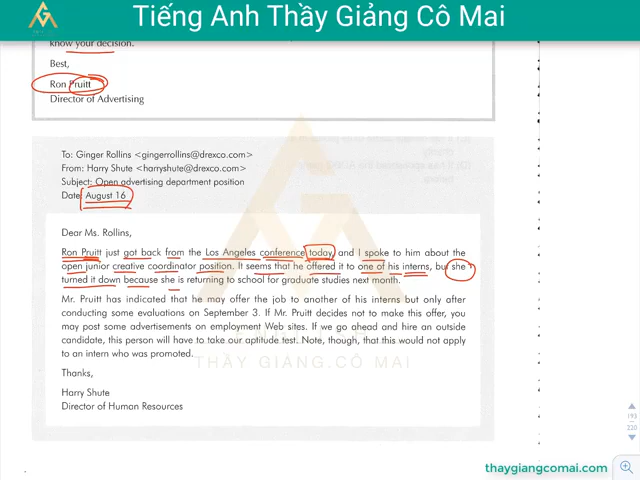 Tiếng Anh Thầy Giảng Cô Mai
know your decision.
Best,
Ron Pruitt
Director of Advertising
To: Ginger Rollins <gingerrollins@drexco.com>
From: Harry Shute <harryshute@drexco.com>
Subject: Open advertising department position
Date: August 16
Dear Ms. Rollins,
Ron Pruitt just got back from the Los Angeles conference today, and I spoke to him about the
open junior creative coordinator position. It seems that he offered it to one of his interns, but she
turned it down because she is returning to school for graduate studies next month.
Mr. Pruitt has indicated that he may offer the job to another of his interns but only after
conducting some evaluations on September 3. If Mr. Pruitt decides not to make this offer, you
may post some advertisements on employment Web sites. If we go ahead and hire an outside
candidate, this person will have to take our aptitude test. Note, though, that this would not apply
to an intern who was promoted.
THẦY GIẢNG.CÔ MAI
Thanks,
Harry Shute
Director of Human Resources
193
220
thaygiangcomai.com